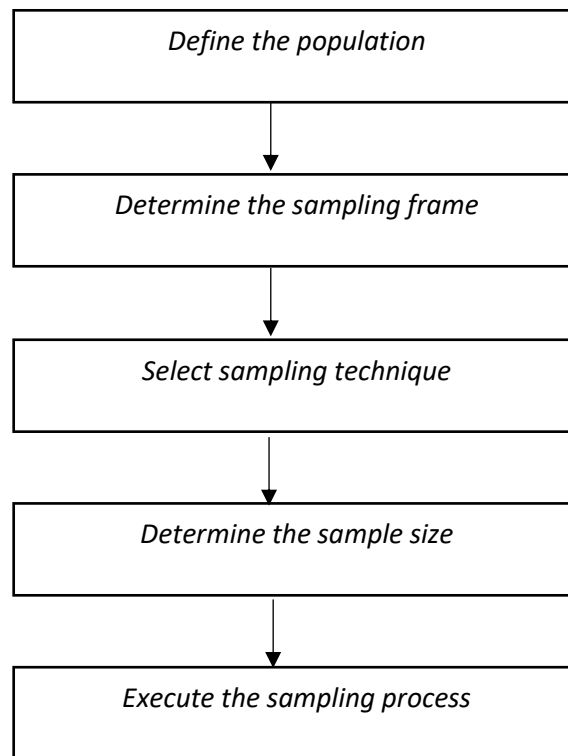 Define the population
Determine the sampling frame
Select sampling technique
Determine the sample size
Execute the sampling process